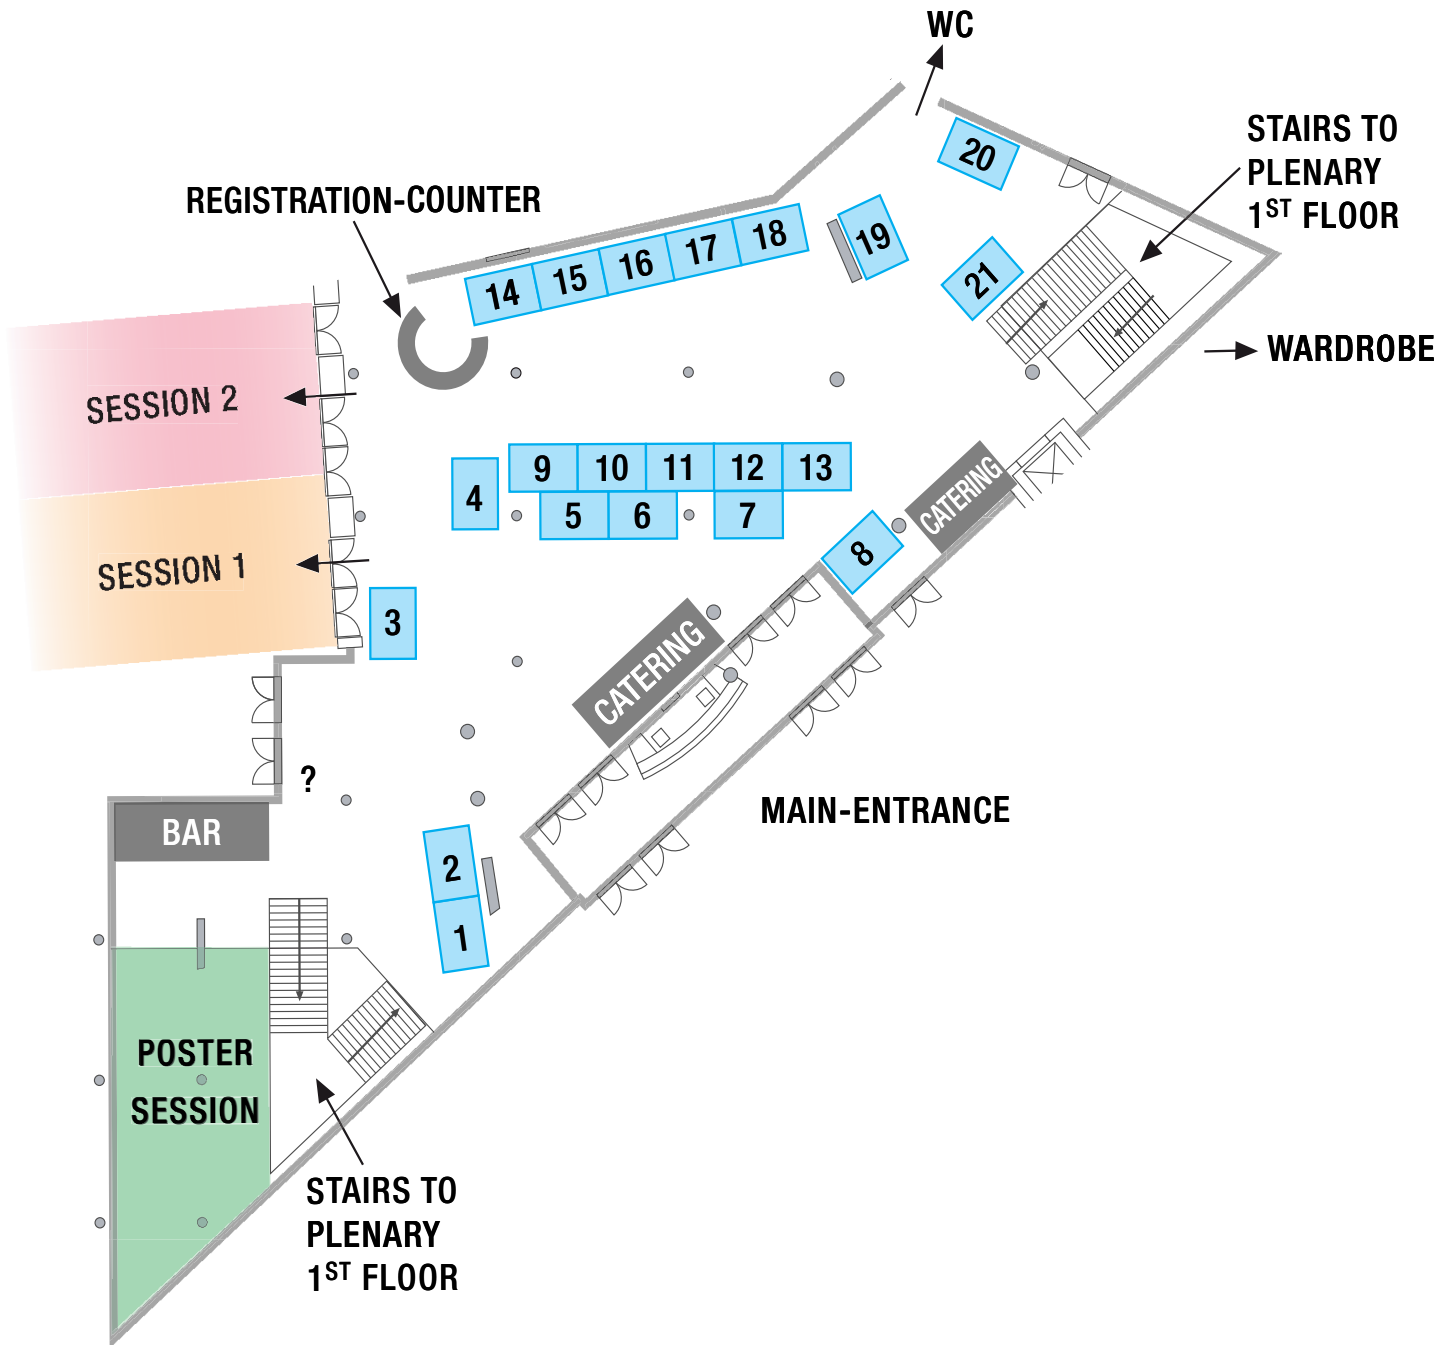 WC
STAIRS TO
PLENARY
1ST FLOOR
20
REGISTRATION-COUNTER
18
19
17
16
15
14
21
WARDROBE
SESSION 2
9
10
11
12
13
4
CATERING
5
6
7
8
SESSION 1
3
CATERING
?
MAIN-ENTRANCE
BAR
2
1
POSTER
SESSION
STAIRS TO
PLENARY
1ST FLOOR